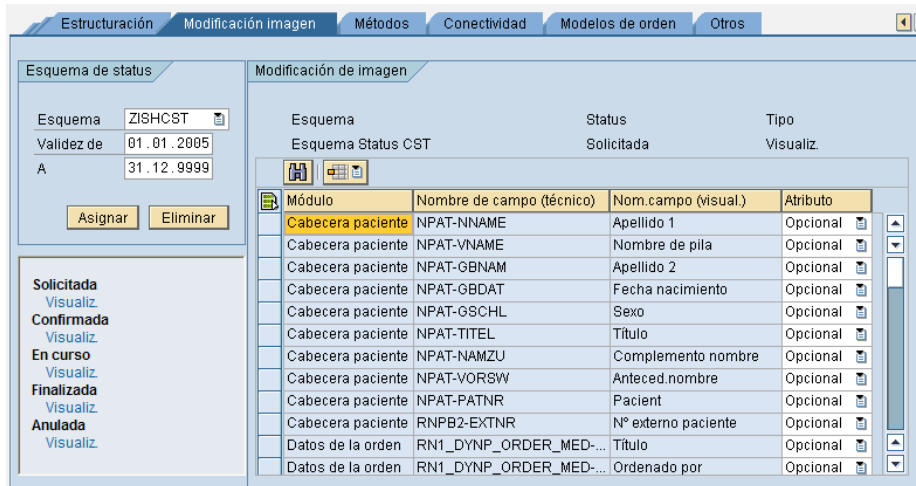 Estructuración Modificación imagen Métodos Conectividad Modelos de orden Otros
Esquema de status
Esquema ZISHCST
Validez de 01.01.2005
A 31.12.9999
Asignar Eliminar
Solicitada
Visualiz.
Confirmada
Visualiz.
En curso
Visualiz.
Finalizada
Visualiz.
Anulada
Visualiz.
Modificación de imagen
Esquema Status Tipo
Esquema Status CST Solicitada Visualiz.
Módulo Nombre de campo (técnico) Nom.campo (visual.) Atributo
Cabecera paciente NPAT-NNAME Apellido 1 Opcional
Cabecera paciente NPAT-VNAME Nombre de pila Opcional
Cabecera paciente NPAT-GBNAM Apellido 2 Opcional
Cabecera paciente NPAT-GBDAT Fecha nacimiento Opcional
Cabecera paciente NPAT-GSCHL Sexo Opcional
Cabecera paciente NPAT-TITEL Título Opcional
Cabecera paciente NPAT-NAMZU Complemento nombre Opcional
Cabecera paciente NPAT-VORSW Anteced.nombre Opcional
Cabecera paciente NPAT-PATNR Pacient Opcional
Cabecera paciente RNPB2-EXTNR Nº externo paciente Opcional
Datos de la orden RN1_DYNP_ORDER_MED-... Título Opcional
Datos de la orden RN1_DYNP_ORDER_MED-... Ordenado por Opcional